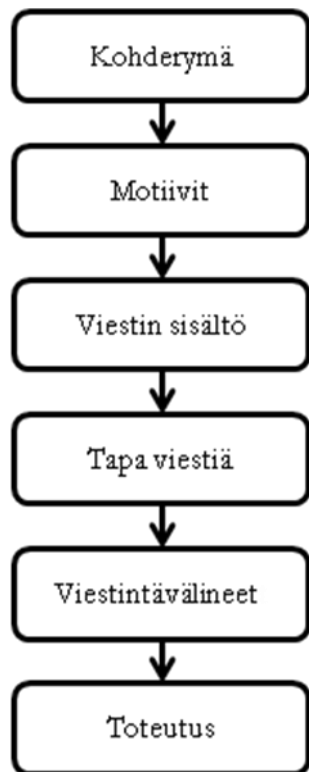 Kohderymä
Motiivit
Viestin sisältö
Tapa viestiä
Viestintävälineet
Toteutus